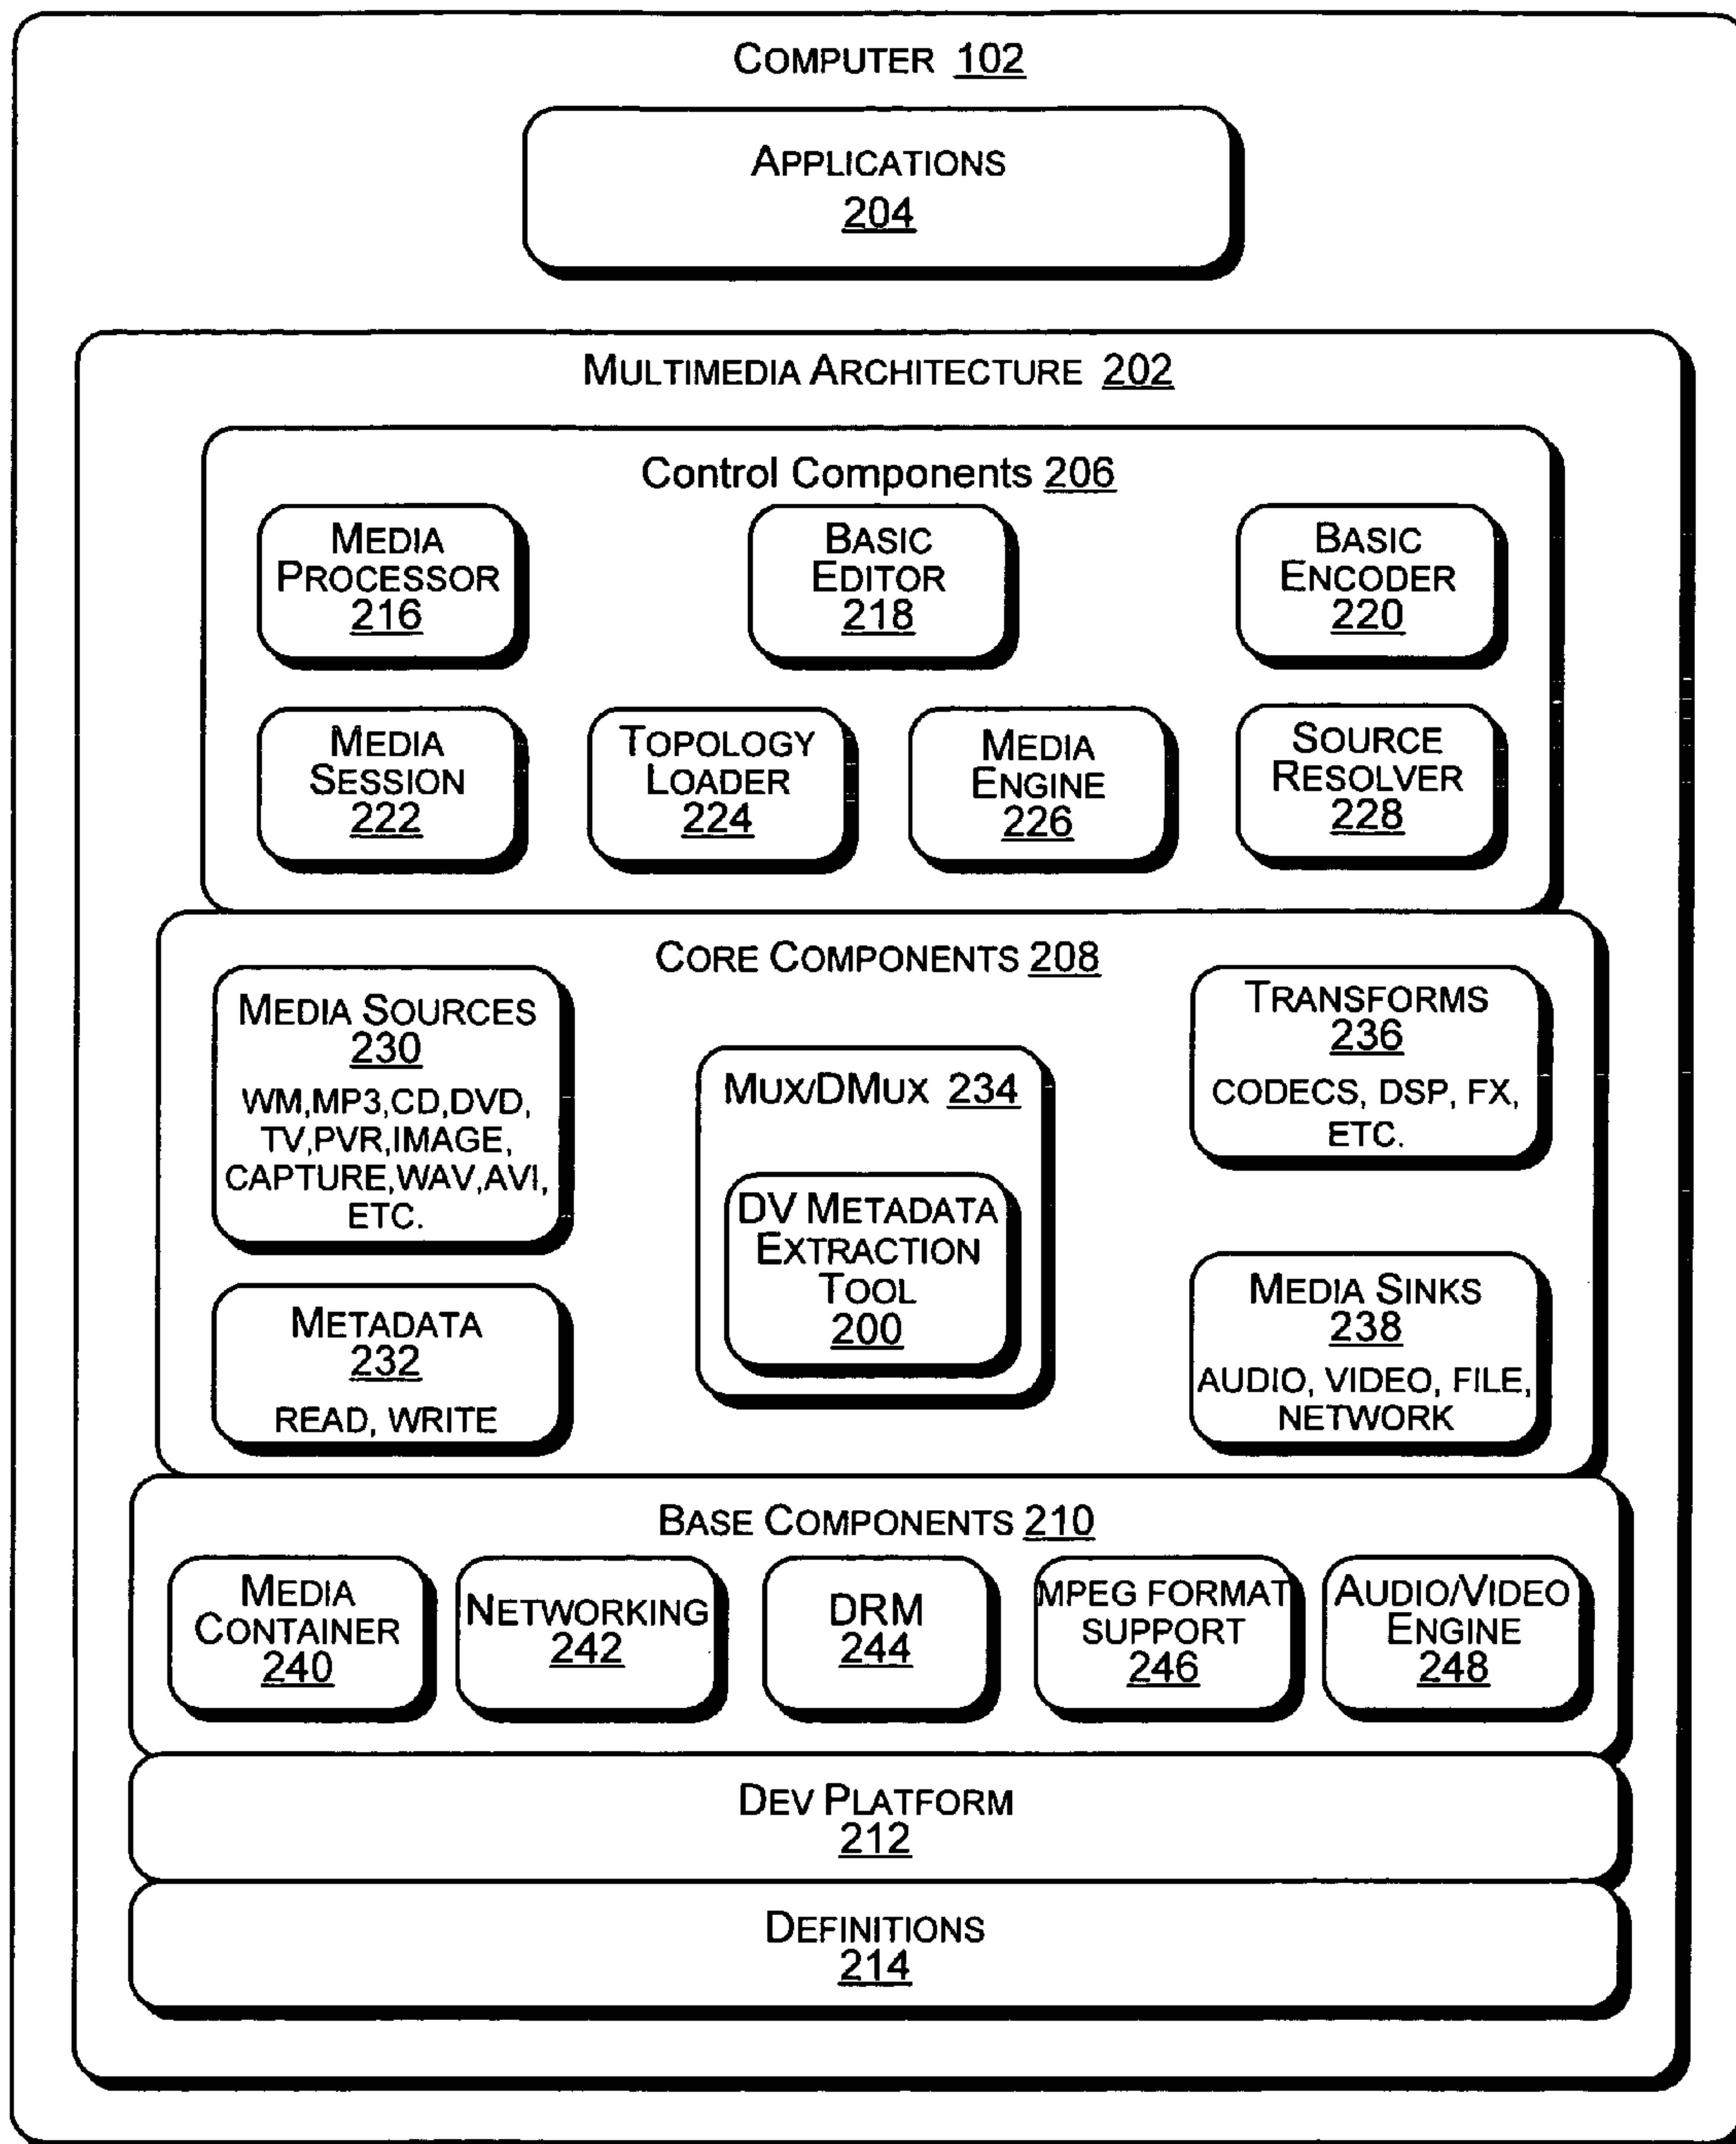 COMPUTER 102
APPLICATIONS
204
MULTIMEDIA ARCHITECTURE 202
Control Components 206
MEDIA
PROCESSOR
216
BASIC
EDITOR
218
BASIC
ENCODER
220
MEDIA
SESSION
222
TOPOLOGY
LOADER
224
MEDIA
ENGINE
226
SOURCE
RESOLVER
228
CORE COMPONENTS 208
MEDIA SOURCES
230
WM,MP3,CD,DVD,
TV,PVR,IMAGE,
CAPTURE,WAV,AVI,
ETC.
METADATA
232
READ, WRITE
MUX/DMUX 234
DV METADATA
EXTRACTION
TOOL
200
TRANSFORMS
236
CODECS, DSP, FX,
ETC.
MEDIA SINKS
238
AUDIO, VIDEO, FILE,
NETWORK
BASE COMPONENTS 210
MEDIA
CONTAINER
240
NETWORKING
242
DRM
244
MPEG FORMAT
SUPPORT
246
AUDIO/VIDEO
ENGINE
248
DEV PLATFORM
212
DEFINITIONS
214